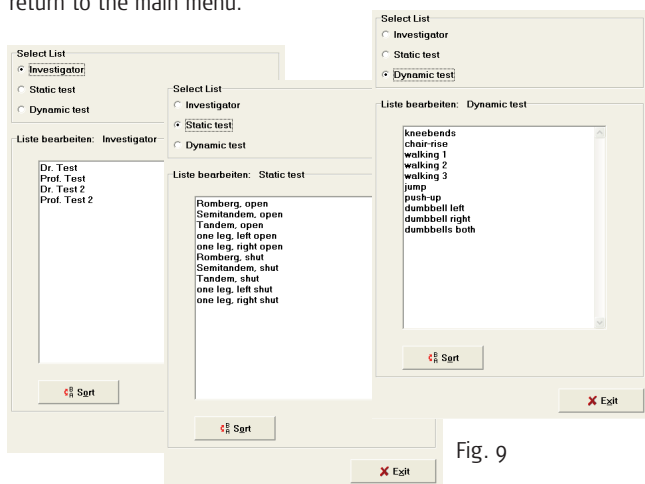 return to the main menu.
Select List
Investigator
Static test
Dynamic test
Liste bearbeiten: Investigator
Dr. Test
Prof. Test
Dr. Test 2
Prof. Test 2
Sort
Select List
Investigator
Static test
Dynamic test
Liste bearbeiten: Static test
Romberg, open
Semitandem, open
Tandem, open
one leg, left open
one leg, right open
Romberg, shut
Semitandem, shut
Tandem, shut
one leg, left shut
one leg, right shut
Sort
Exit
Select List
Investigator
Static test
Dynamic test
Liste bearbeiten: Dynamic test
kneebends
chair-rise
walking 1
walking 2
walking 3
jump
push-up
dumbbell left
dumbbell right
dumbbells both
Sort
Exit
Fig. 9